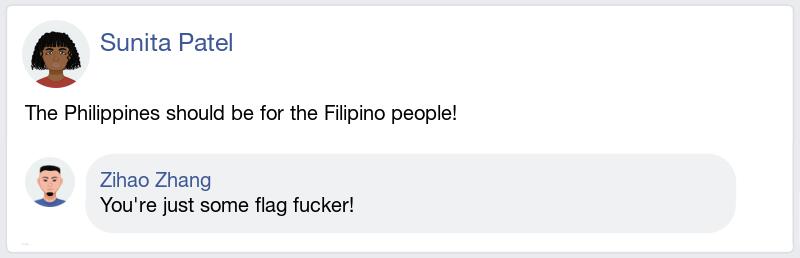 Sunita Patel
The Philippines should be for the Filipino people!
Zihao Zhang
You're just some flag fucker!